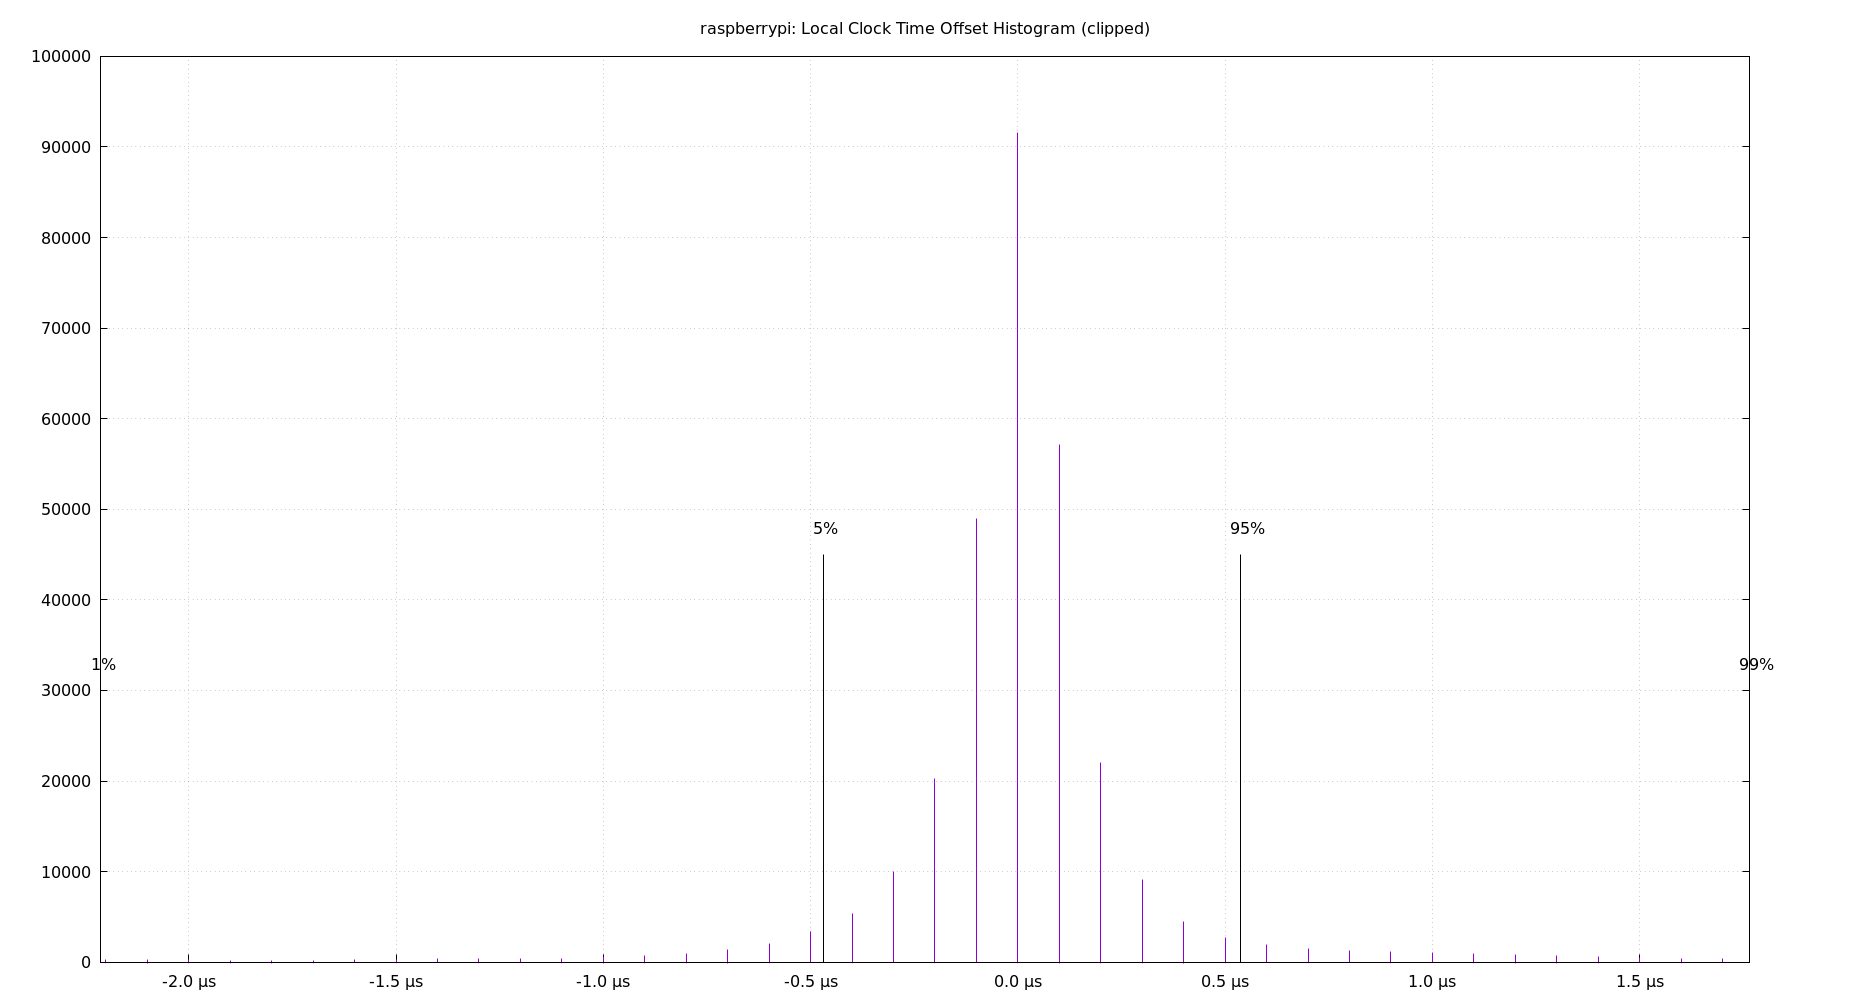 raspberrypi: Local Clock Time Offset Histogram (clipped)
100000
90000
80000
70000
60000
50000
40000
30000
20000
10000
0
5%
95%
1%
99%
-2.0 µs
-1.5 µs
-1.0 µs
-0.5 µs
0.0 µs
0.5 µs
1.0 µs
1.5 µs